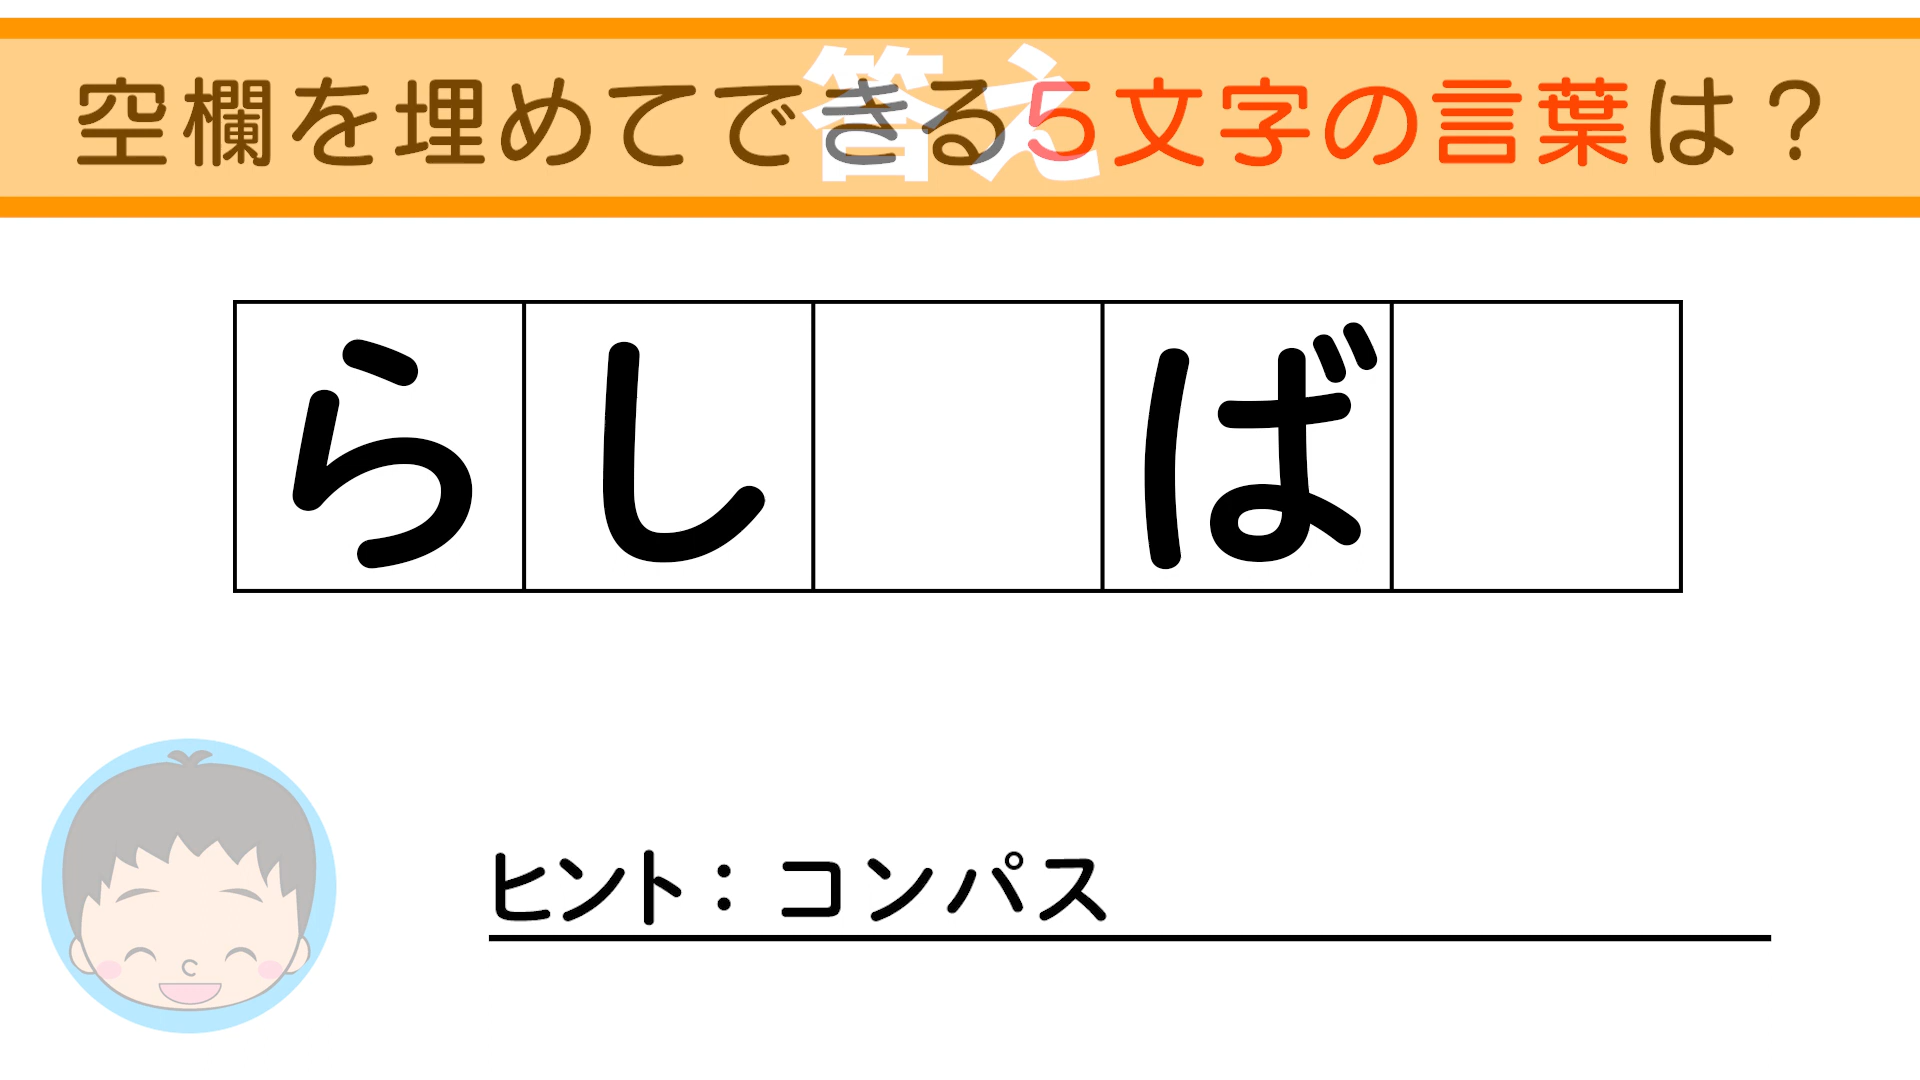 空欄を埋めてできる5文字の言葉は？
答え
らし ば
ヒント：コンパス